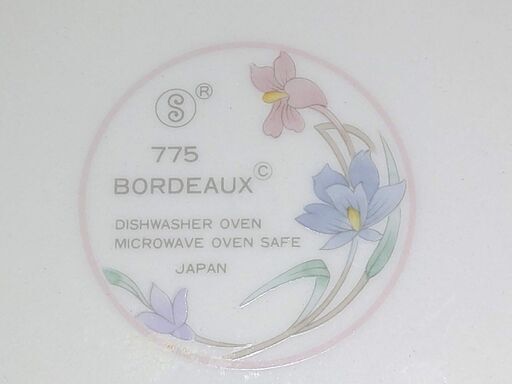 S ®
775
BORDEAUX ©
DISHWASHER OVEN
MICROWAVE OVEN SAFE
JAPAN